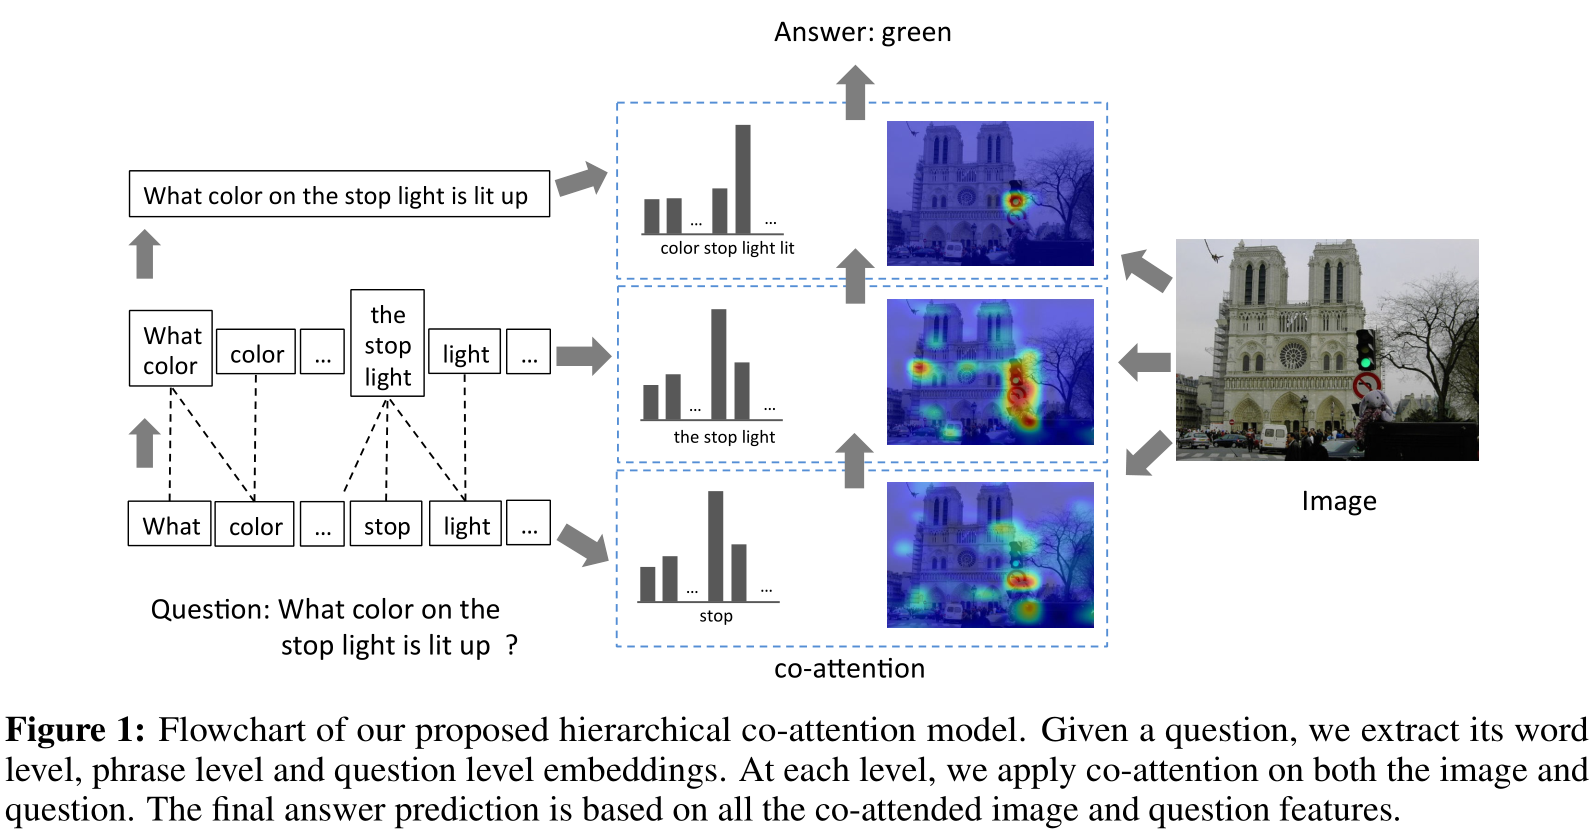 Answer: green
What color on the stop light is lit up
...
...
color stop light lit
What
color
color
...
the
stop
light
light
...
...
...
the stop light
What
color
...
stop
light
...
...
...
stop
Image
Question: What color on the
stop light is lit up ?
co-attention
Figure 1: Flowchart of our proposed hierarchical co-attention model. Given a question, we extract its word
level, phrase level and question level embeddings. At each level, we apply co-attention on both the image and
question. The final answer prediction is based on all the co-attended image and question features.